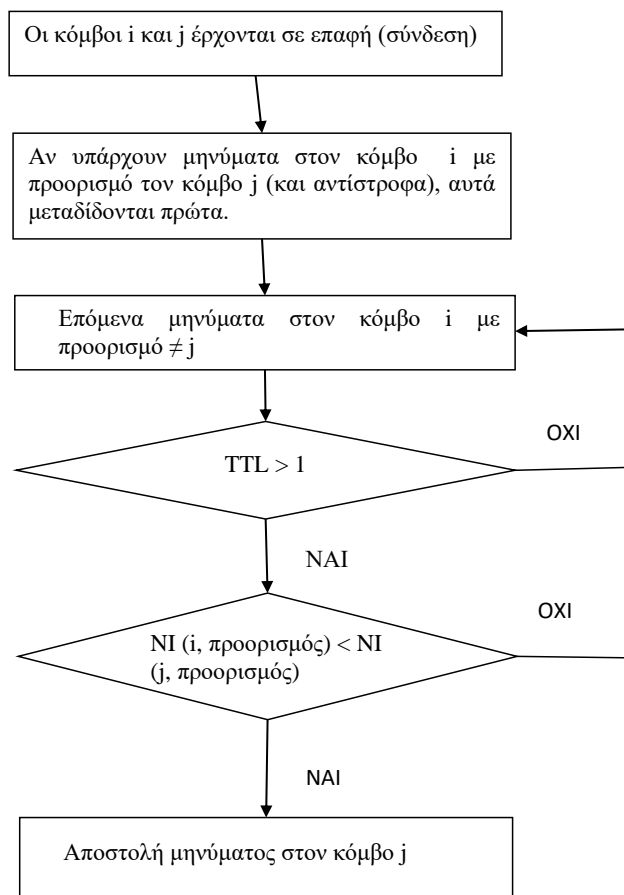 Οι κόμβοι i και j έρχονται σε επαφή (σύνδεση)
Αν υπάρχουν μηνύματα στον κόμβο i με
προορισμό τον κόμβο j (και αντίστροφα), αυτά
μεταδίδονται πρώτα.
Επόμενα μηνύματα στον κόμβο i με
προορισμό ≠ j
ΟΧΙ
TTL > 1
ΝΑΙ
ΟΧΙ
NI (i, προορισμός) < NI
(j, προορισμός)
ΝΑΙ
Αποστολή μηνύματος στον κόμβο j